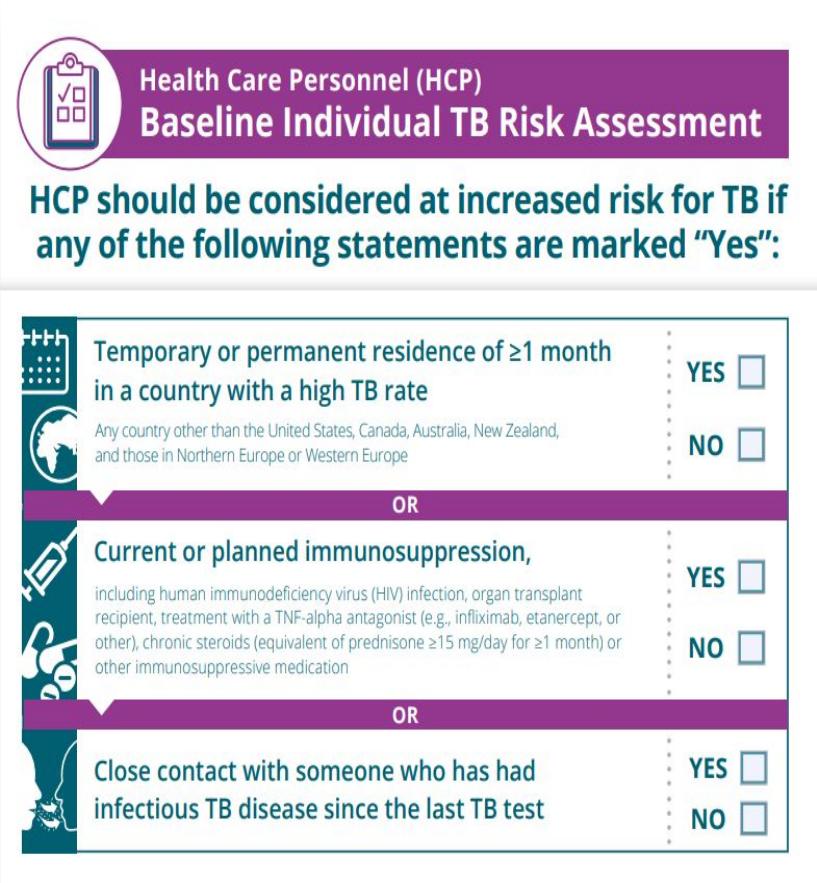 Health Care Personnel (HCP)
Baseline Individual TB Risk Assessment
HCP should be considered at increased risk for TB if
any of the following statements are marked “Yes”:
Temporary or permanent residence of ≥1 month
in a country with a high TB rate
Any country other than the United States, Canada, Australia, New Zealand,
and those in Northern Europe or Western Europe
YES
NO
OR
Current or planned immunosuppression,
including human immunodeficiency virus (HIV) infection, organ transplant
recipient, treatment with a TNF-alpha antagonist (e.g., infliximab, etanercept, or
other), chronic steroids (equivalent of prednisone ≥15 mg/day for ≥1 month) or
other immunosuppressive medication
YES
NO
OR
Close contact with someone who has had
infectious TB disease since the last TB test
YES
NO